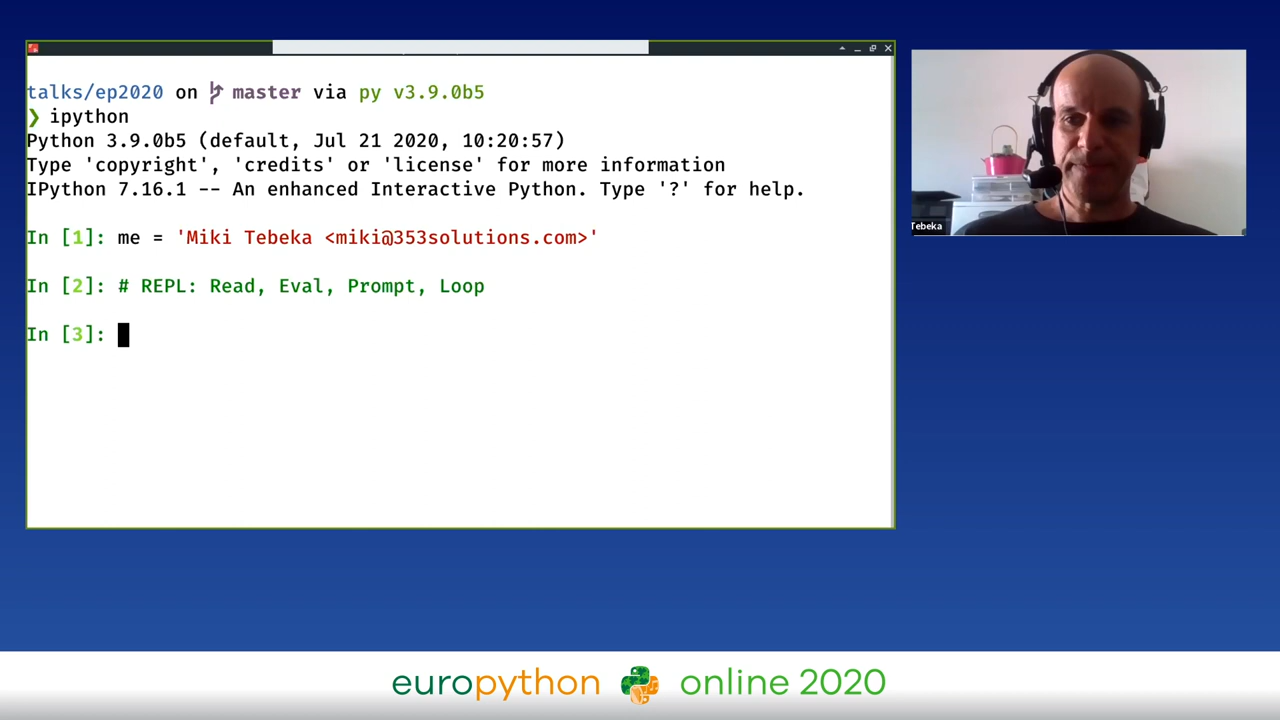 talks/ep2020 on master via py v3.9.0b5
❯ ipython
Python 3.9.0b5 (default, Jul 21 2020, 10:20:57)
Type 'copyright', 'credits' or 'license' for more information
IPython 7.16.1 -- An enhanced Interactive Python. Type '?' for help.
In [1]: me = 'Miki Tebeka <miki@353solutions.com>'
In [2]: # REPL: Read, Eval, Prompt, Loop
In [3]:
Tebeka
europython online 2020